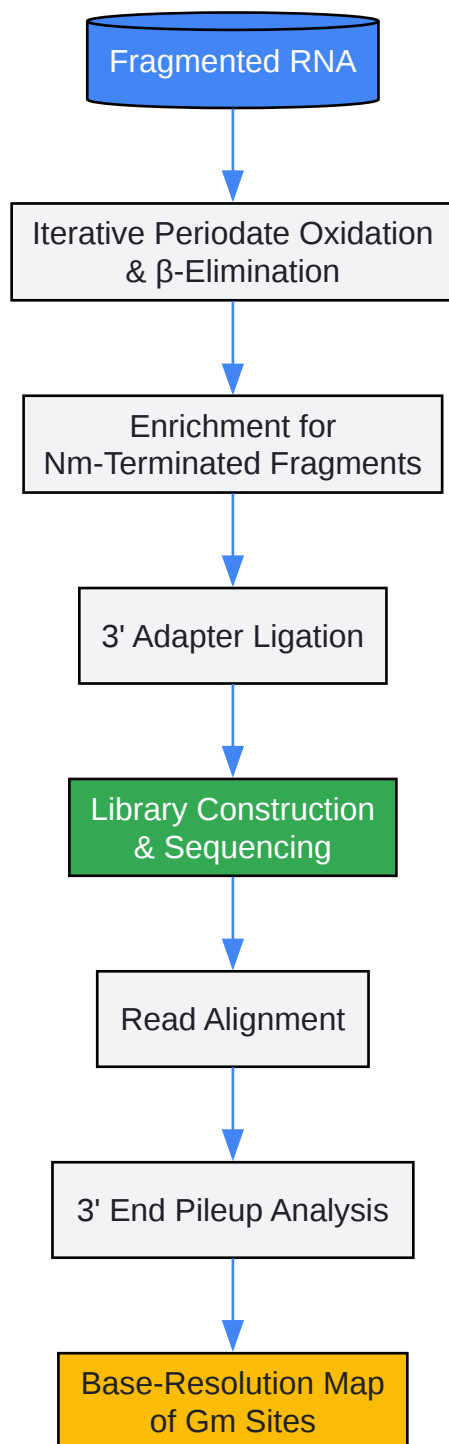 Fragmented RNA
Iterative Periodate Oxidation
& β-Elimination
Enrichment for
Nm-Terminated Fragments
3' Adapter Ligation
Library Construction
& Sequencing
Read Alignment
3' End Pileup Analysis
Base-Resolution Map
of Gm Sites